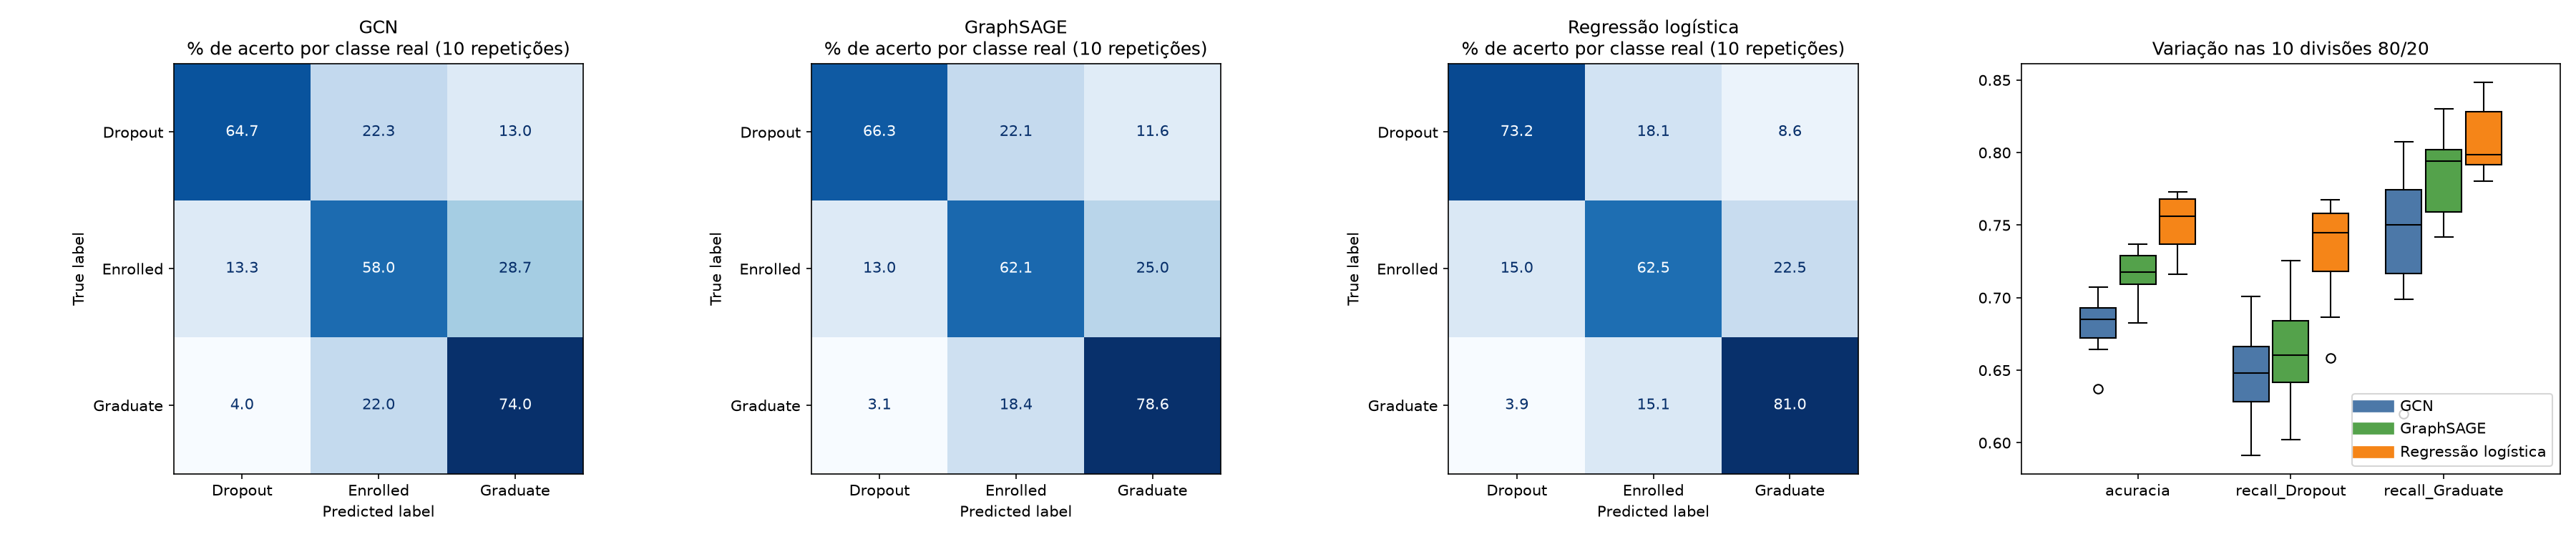 GCN
% de acerto por classe real (10 repetições)
True label
Dropout
64.7
22.3
13.0
Enrolled
13.3
58.0
28.7
Graduate
4.0
22.0
74.0
Dropout
Enrolled
Graduate
Predicted label
GraphSAGE
% de acerto por classe real (10 repetições)
True label
Dropout
66.3
22.1
11.6
Enrolled
13.0
62.1
25.0
Graduate
3.1
18.4
78.6
Dropout
Enrolled
Graduate
Predicted label
Regressão logística
% de acerto por classe real (10 repetições)
True label
Dropout
73.2
18.1
8.6
Enrolled
15.0
62.5
22.5
Graduate
3.9
15.1
81.0
Dropout
Enrolled
Graduate
Predicted label
Variação nas 10 divisões 80/20
0.85
0.80
0.75
0.70
0.65
0.60
GCN
GraphSAGE
Regressão logística
acuracia
recall_Dropout
recall_Graduate